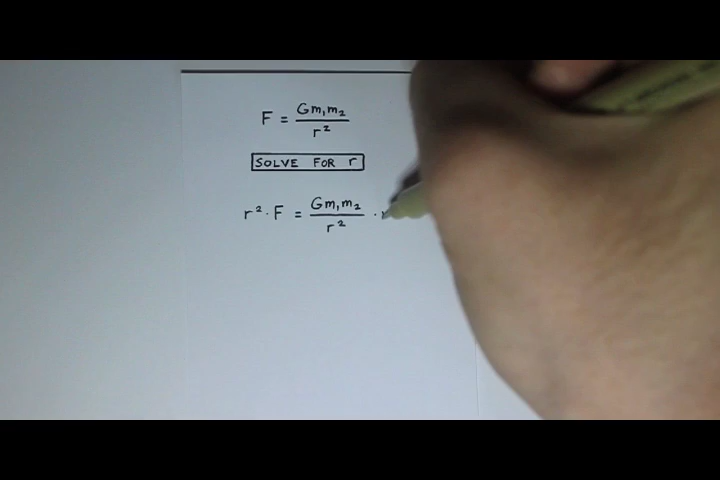 F = Gm₁m₂/r²
SOLVE FOR r
r² · F = Gm₁m₂/r² ·